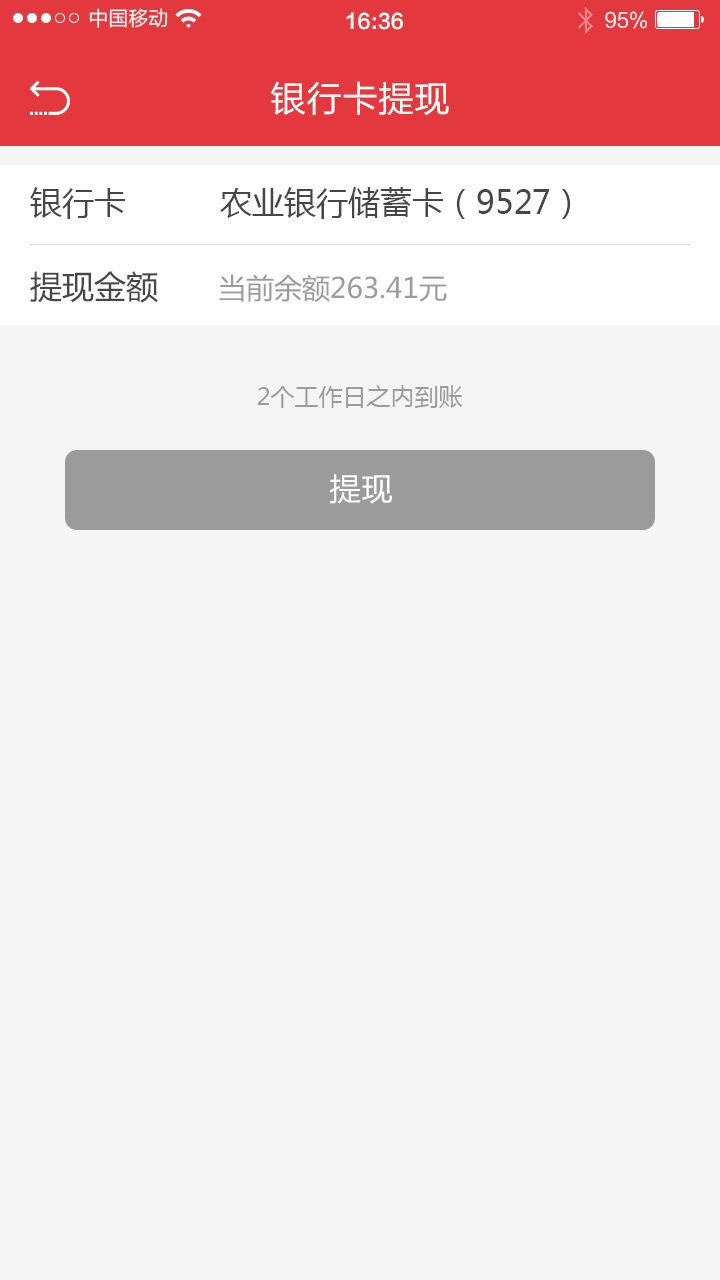 中国移动 16:36 95%
银行卡提现
银行卡 农业银行储蓄卡（9527）
提现金额 当前余额263.41元
2个工作日之内到账
提现